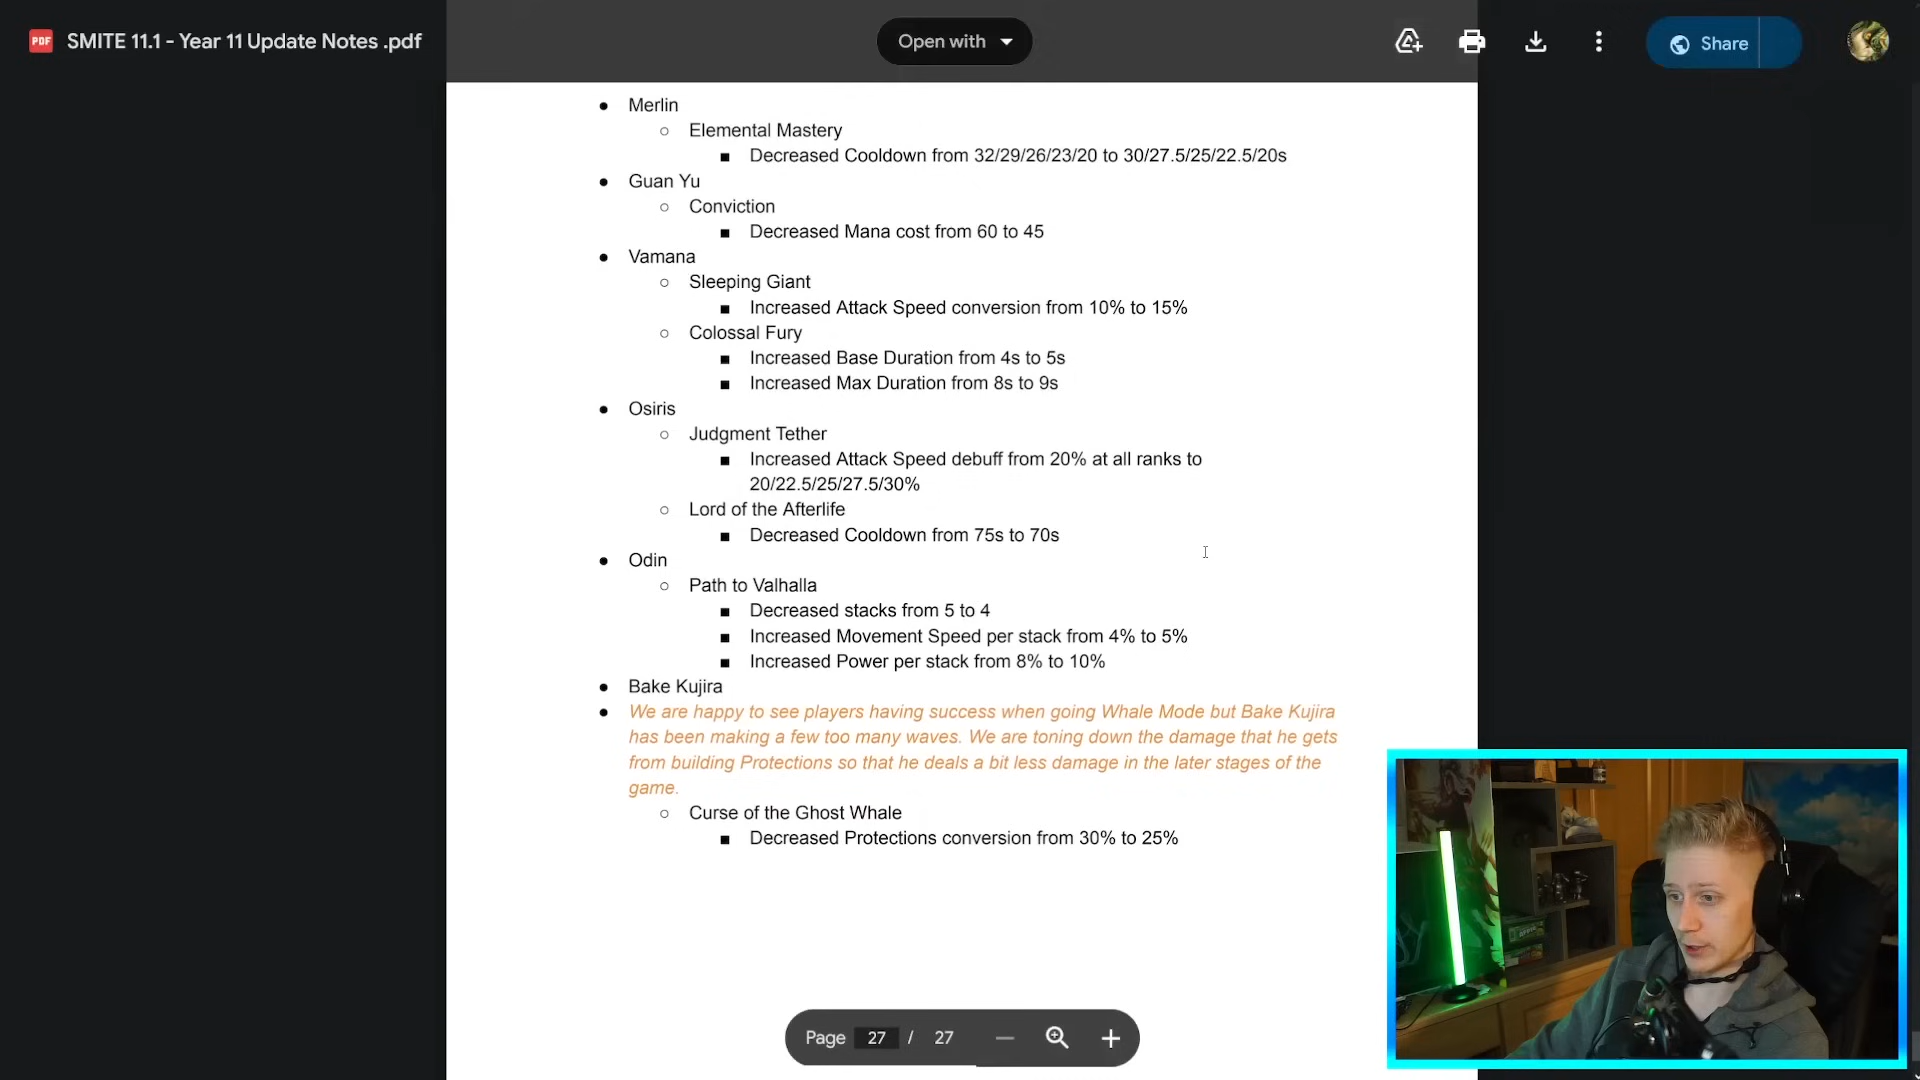 PDF
SMITE 11.1 - Year 11 Update Notes .pdf
Open with
Share
● Merlin
○ Elemental Mastery
■ Decreased Cooldown from 32/29/26/23/20 to 30/27.5/25/22.5/20s
● Guan Yu
○ Conviction
■ Decreased Mana cost from 60 to 45
● Vamana
○ Sleeping Giant
■ Increased Attack Speed conversion from 10% to 15%
○ Colossal Fury
■ Increased Base Duration from 4s to 5s
■ Increased Max Duration from 8s to 9s
● Osiris
○ Judgment Tether
■ Increased Attack Speed debuff from 20% at all ranks to
20/22.5/25/27.5/30%
○ Lord of the Afterlife
■ Decreased Cooldown from 75s to 70s
● Odin
○ Path to Valhalla
■ Decreased stacks from 5 to 4
■ Increased Movement Speed per stack from 4% to 5%
■ Increased Power per stack from 8% to 10%
● Bake Kujira
● We are happy to see players having success when going Whale Mode but Bake Kujira
has been making a few too many waves. We are toning down the damage that he gets
from building Protections so that he deals a bit less damage in the later stages of the
game.
○ Curse of the Ghost Whale
■ Decreased Protections conversion from 30% to 25%
Page 27 / 27